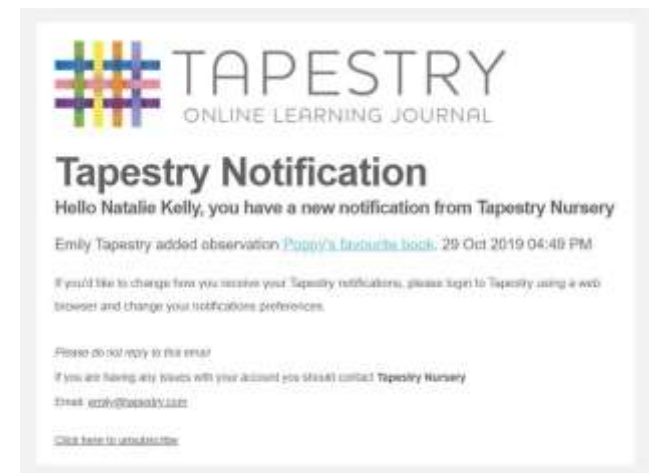 TAPESTRY
ONLINE LEARNING JOURNAL
Tapestry Notification
Hello Natalie Kelly, you have a new notification from Tapestry Nursery
Emily Tapestry added observation Poppy's favourite book, 29 Oct 2019 04:49 PM
If you'd like to change how you receive your Tapestry notifications, please login to Tapestry using a web
browser and change your notifications preferences.
Please do not reply to this email
If you are having any issues with your account you should contact Tapestry Nursery
Email: emily@tapestry.com
Click here to unsubscribe